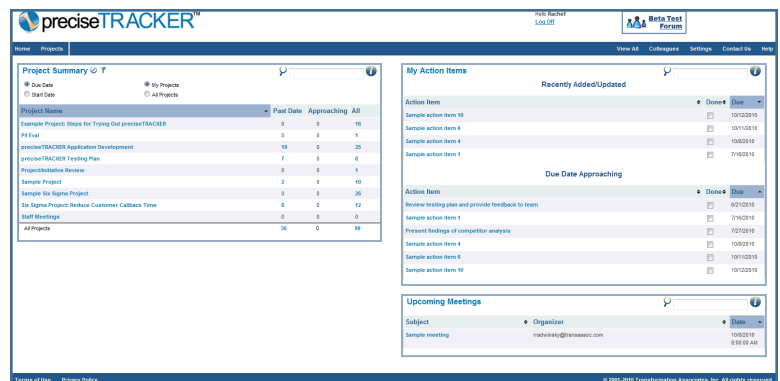 preciseTRACKER™
Hello Rachel!
Log Off
Beta Test
Forum
Home Projects View All Colleagues Settings Contact Us Help
Project Summary
Due Date My Projects
Start Date All Projects
Project Name Past Date Approaching All
Example Project: Steps for Trying Out preciseTRACKER 0 0 16
PII Eval 0 0 1
preciseTRACKER Application Development 19 0 25
preciseTRACKER Testing Plan 7 0 8
Project/Initiative Review 0 0 1
Sample Project 2 0 10
Sample Six Sigma Project 0 0 26
Six Sigma Project: Reduce Customer Callback Time 8 0 12
Staff Meetings 0 0 0
All Projects 36 0 99
My Action Items
Recently Added/Updated
Action Item Done Due
Sample action item 10 10/12/2010
Sample action item 6 10/11/2010
Sample action item 4 10/8/2010
Sample action item 1 7/16/2010
Due Date Approaching
Action Item Done Due
Review testing plan and provide feedback to team 6/21/2010
Sample action item 1 7/16/2010
Present findings of competitor analysis 7/27/2010
Sample action item 4 10/8/2010
Sample action item 6 10/11/2010
Sample action item 10 10/12/2010
Upcoming Meetings
Subject Organizer Date
Sample meeting 10/8/2010
8:00:00 AM
Terms of Use Privacy Policy © 2001-2010 Transformation Associates, Inc. All rights reserved